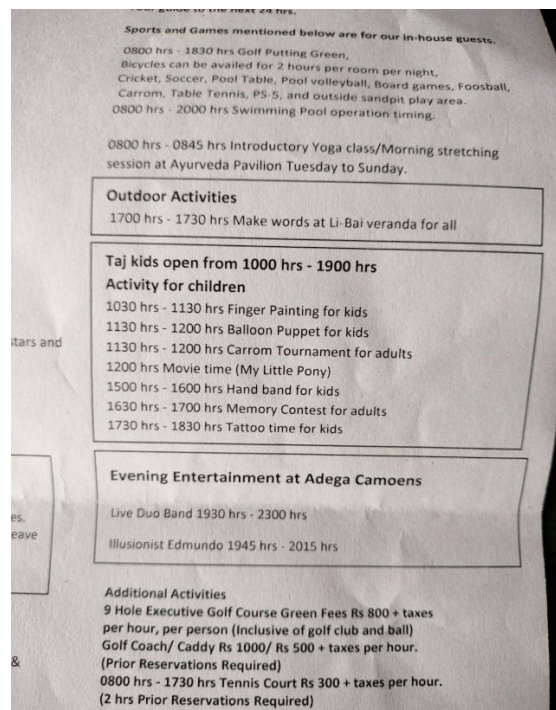 Your guide to the next 24 hrs.
Sports and Games mentioned below are for our in-house guests.
0800 hrs - 1830 hrs Golf Putting Green,
Bicycles can be availed for 2 hours per room per night,
Cricket, Soccer, Pool Table, Pool volleyball, Board games, Foosball,
Carrom, Table Tennis, PS-5, and outside sandpit play area.
0800 hrs - 2000 hrs Swimming Pool operation timing.
0800 hrs - 0845 hrs Introductory Yoga class/Morning stretching
session at Ayurveda Pavilion Tuesday to Sunday.
Outdoor Activities
1700 hrs - 1730 hrs Make words at Li-Bai veranda for all
Taj kids open from 1000 hrs - 1900 hrs
Activity for children
1030 hrs - 1130 hrs Finger Painting for kids
1130 hrs - 1200 hrs Balloon Puppet for kids
1130 hrs - 1200 hrs Carrom Tournament for adults
1200 hrs Movie time (My Little Pony)
1500 hrs - 1600 hrs Hand band for kids
1630 hrs - 1700 hrs Memory Contest for adults
1730 hrs - 1830 hrs Tattoo time for kids
Evening Entertainment at Adega Camoens
Live Duo Band 1930 hrs - 2300 hrs
Illusionist Edmundo 1945 hrs - 2015 hrs
Additional Activities
9 Hole Executive Golf Course Green Fees Rs 800 + taxes
per hour, per person (Inclusive of golf club and ball)
Golf Coach/ Caddy Rs 1000/ Rs 500 + taxes per hour.
(Prior Reservations Required)
0800 hrs - 1730 hrs Tennis Court Rs 300 + taxes per hour.
(2 hrs Prior Reservations Required)
and
&